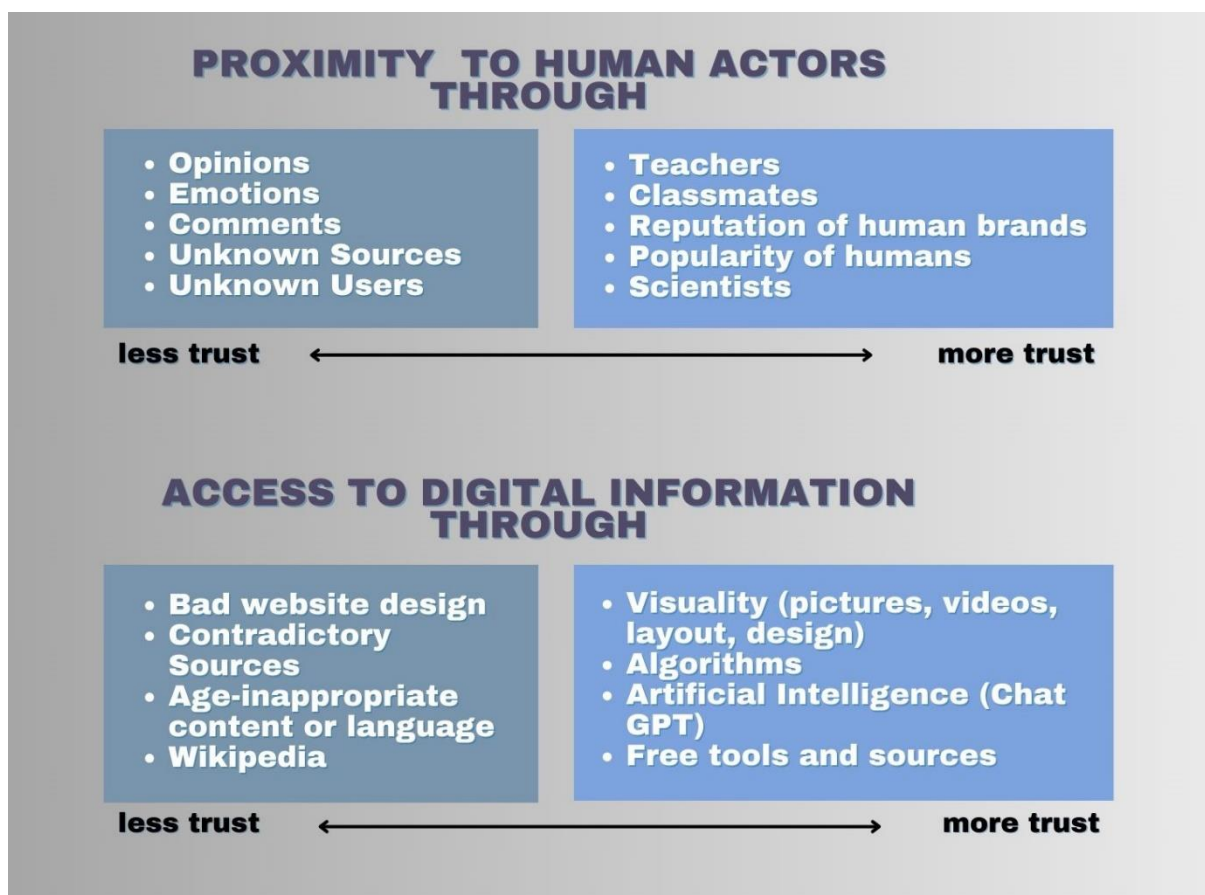 PROXIMITY TO HUMAN ACTORS
THROUGH
• Opinions
• Emotions
• Comments
• Unknown Sources
• Unknown Users
• Teachers
• Classmates
• Reputation of human brands
• Popularity of humans
• Scientists
less trust
more trust
ACCESS TO DIGITAL INFORMATION
THROUGH
• Bad website design
• Contradictory
Sources
• Age-inappropriate
content or language
• Wikipedia
• Visuality (pictures, videos,
layout, design)
• Algorithms
• Artificial Intelligence (Chat
GPT)
• Free tools and sources
less trust
more trust